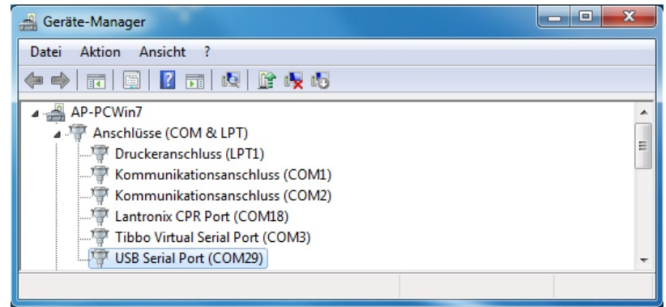 Geräte-Manager
Datei Aktion Ansicht ?
AP-PCWin7
Anschlüsse (COM & LPT)
Druckeranschluss (LPT1)
Kommunikationsanschluss (COM1)
Kommunikationsanschluss (COM2)
Lantronix CPR Port (COM18)
Tibbo Virtual Serial Port (COM3)
USB Serial Port (COM29)